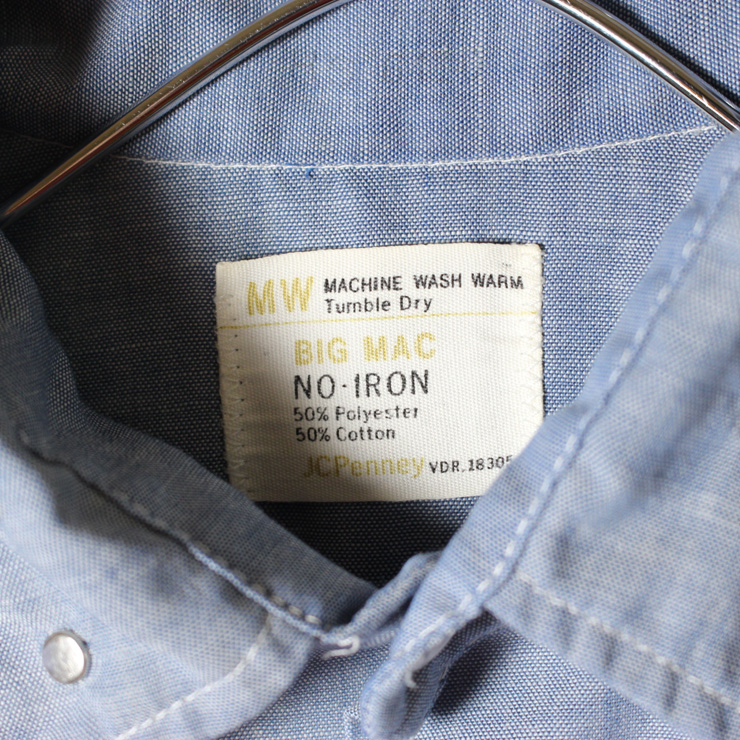 MW MACHINE WASH WARM
Tumble Dry
BIG MAC
NO-IRON
50% Polyester
50% Cotton
JCPenney VDR.18305